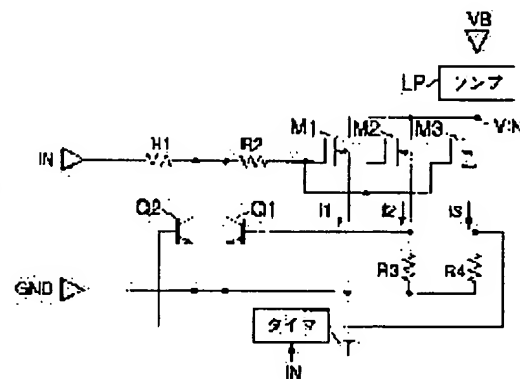 VB
LP
ランプ
M1
M2
M3
VIN
IN
R1
R2
Q2
Q1
I1
I2
I3
R3
R4
GND
タイマ
T
IN